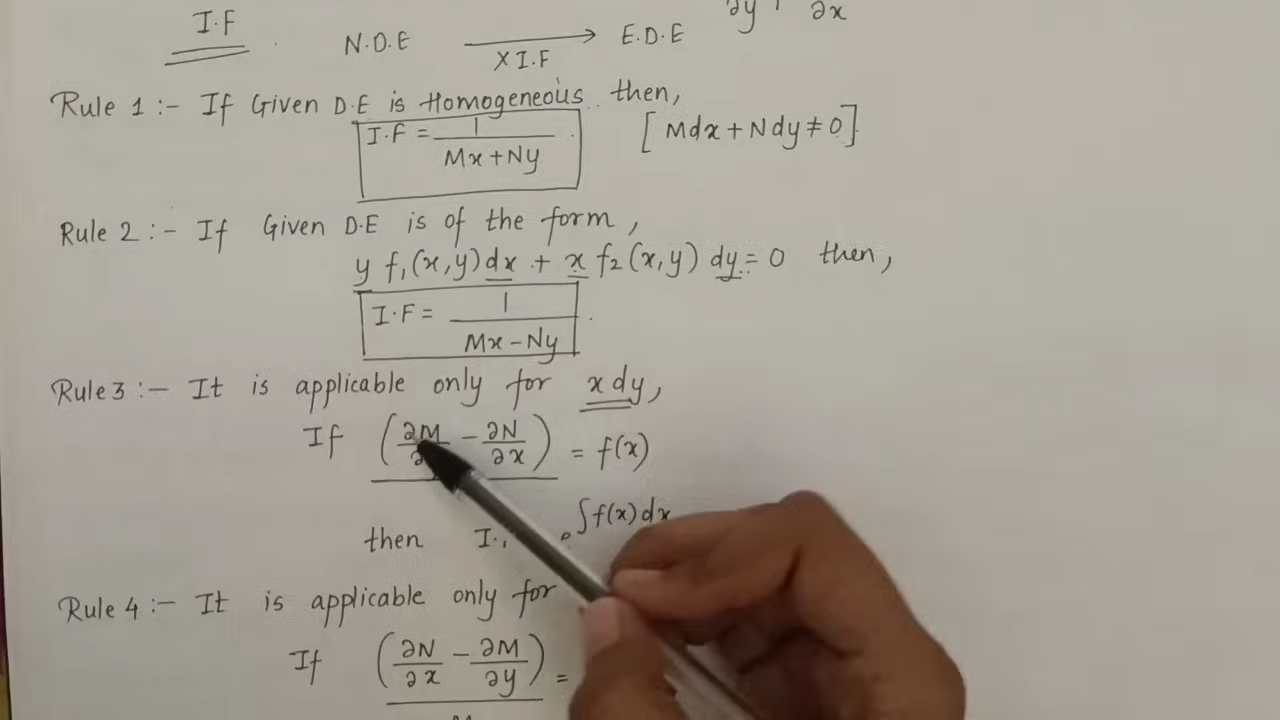 ∂y ∂x
I.F N.D.E ⟶ E.D.E
X I.F
Rule 1 :- If Given D.E is Homogeneous then,
I.F = 1/(Mx+Ny) [Mdx+Ndy≠0]
Rule 2 :- If Given D.E is of the form,
y f₁(x,y)dx + x f₂(x,y) dy = 0 then,
I.F = 1/(Mx-Ny)
Rule 3 :- It is applicable only for x dy,
If (∂M - ∂N/∂x) = f(x)
then I. e^∫f(x)dx
Rule 4 :- It is applicable only for
If (∂N/∂x - ∂M/∂y) =